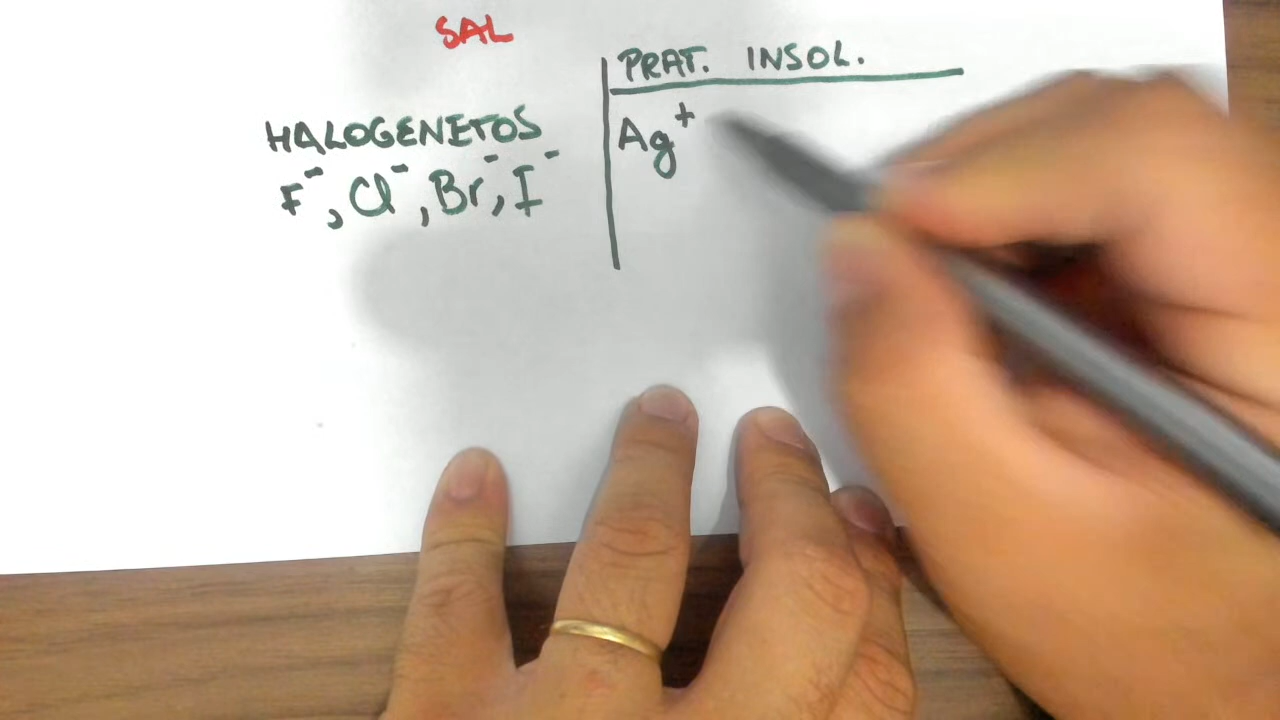 SAL
PRAT. INSOL.
HALOGENETOS
Ag⁺
F⁻, Cl⁻, Br⁻, I⁻